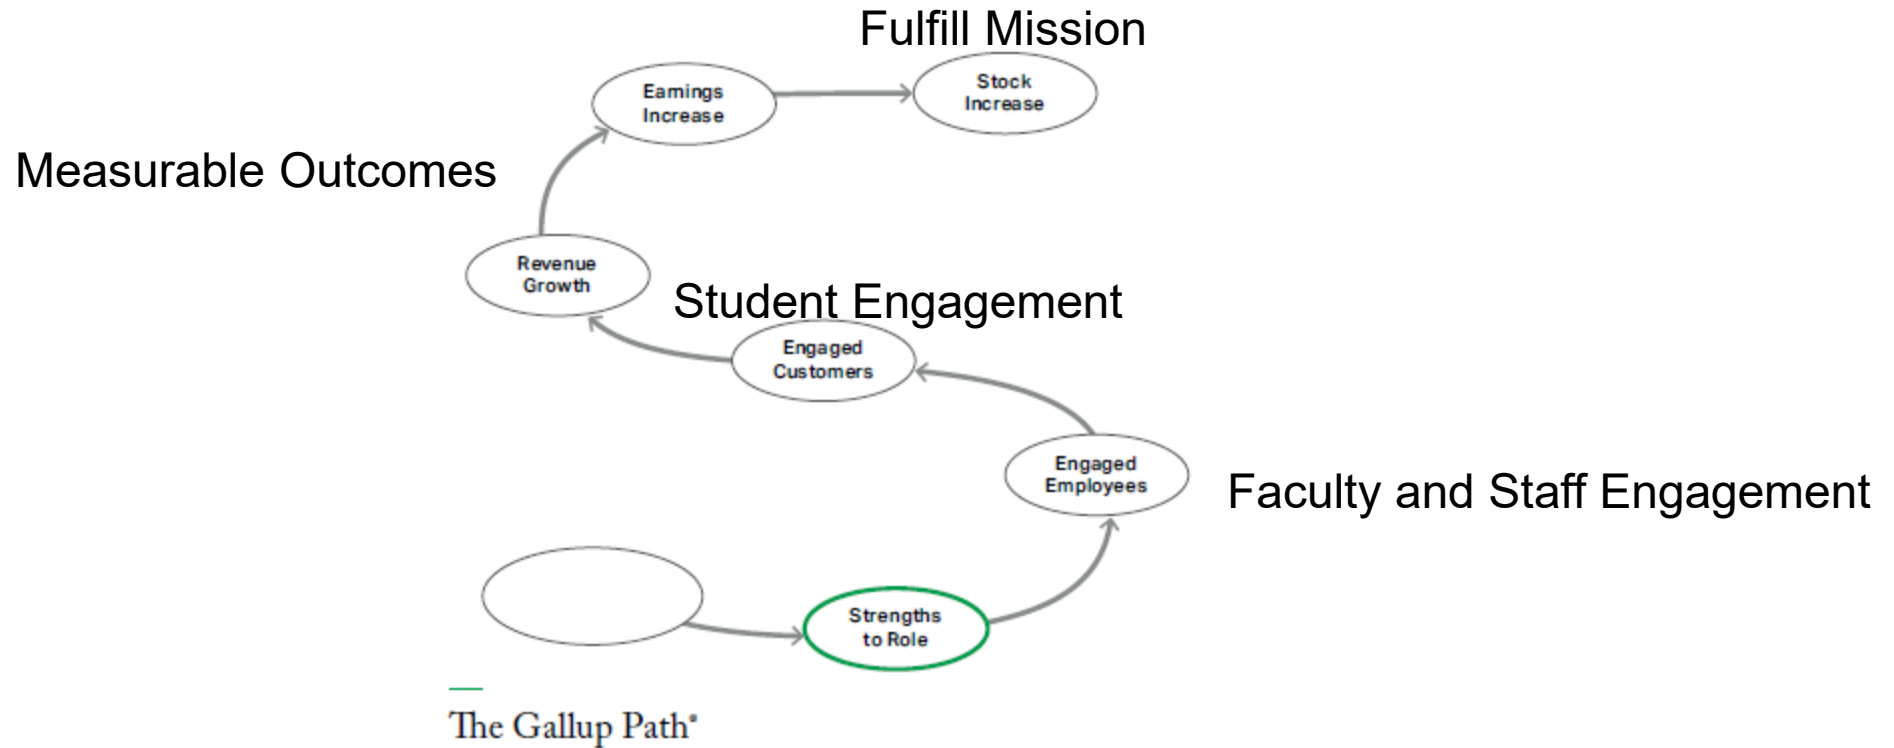 Fulfill Mission
Stock
Increase
Earnings
Increase
Measurable Outcomes
Revenue
Growth
Student Engagement
Engaged
Customers
Engaged
Employees
Faculty and Staff Engagement
Strengths
to Role
The Gallup Path®